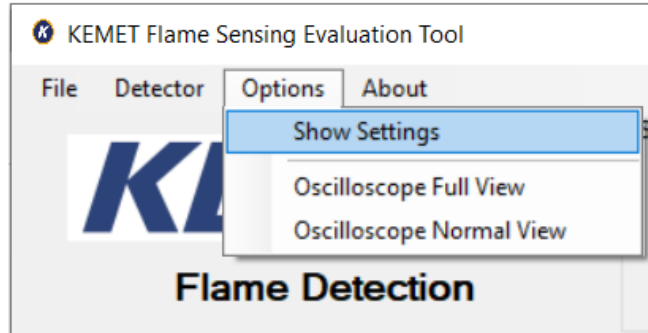 KEMET Flame Sensing Evaluation Tool
File Detector Options About
Show Settings
Oscilloscope Full View
Oscilloscope Normal View
Flame Detection